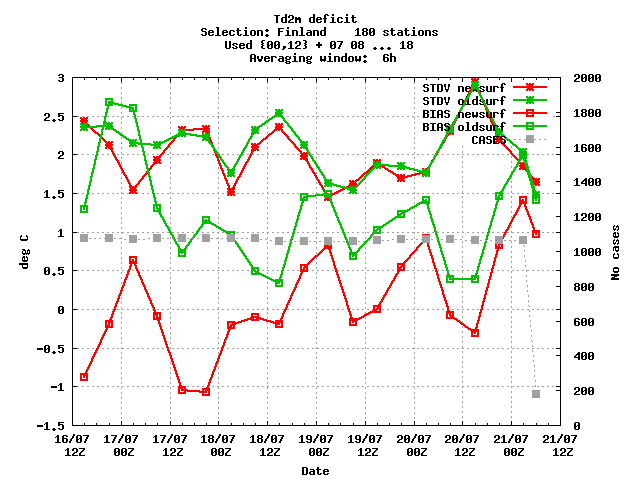 Td2m deficit
Selection: Finland    180 stations
Used {00,12} + 07 08 ... 18
Averaging window:  6h
STDV newsurf
STDV oldsurf
BIAS newsurf
BIAS oldsurf
CASES
3
2.5
2
1.5
1
0.5
0
-0.5
-1
-1.5
deg C
2000
1800
1600
1400
1200
1000
800
600
400
200
0
No cases
16/07 17/07 17/07 18/07 18/07 19/07 19/07 20/07 20/07 21/07 21/07
12Z 00Z 12Z 00Z 12Z 00Z 12Z 00Z 12Z 00Z 12Z
Date